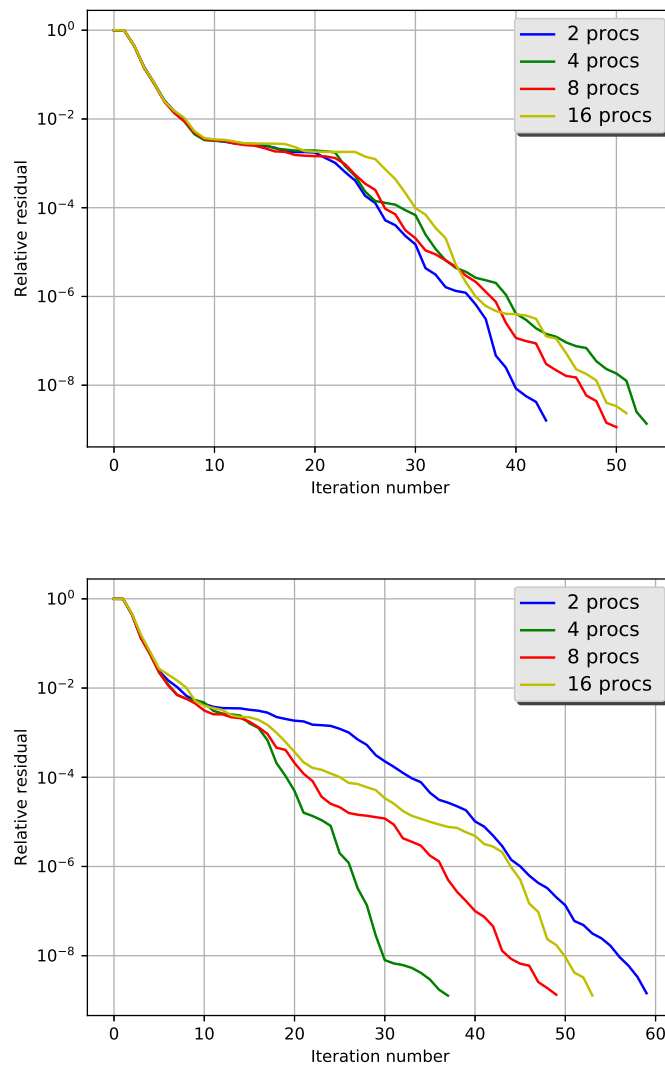 10^0
10^-2
10^-4
10^-6
10^-8
Relative residual
0 10 20 30 40 50
Iteration number
2 procs
4 procs
8 procs
16 procs
10^0
10^-2
10^-4
10^-6
10^-8
Relative residual
0 10 20 30 40 50 60
Iteration number
2 procs
4 procs
8 procs
16 procs